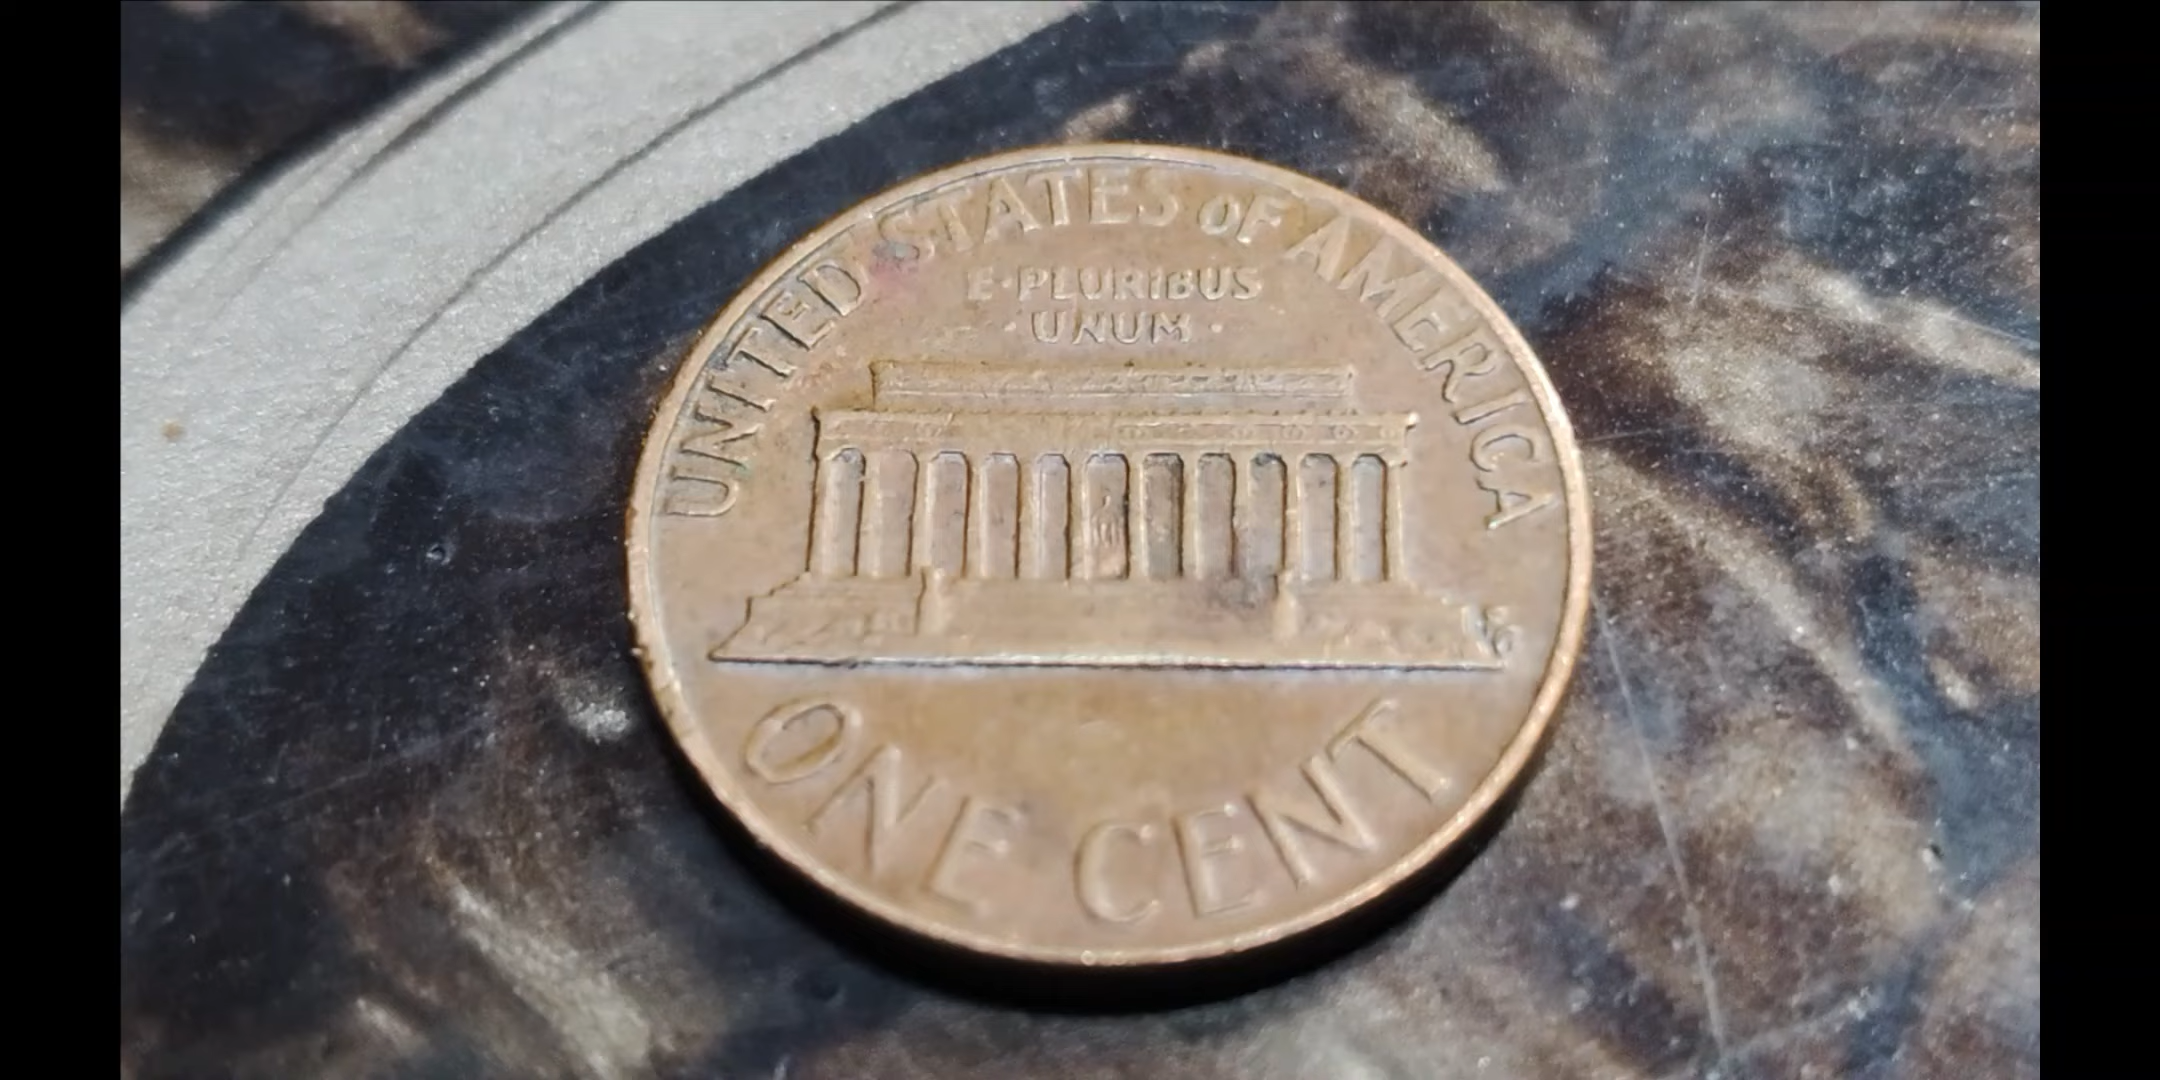 UNITED STATES OF AMERICA
E·PLURIBUS
·UNUM·
ONE CENT